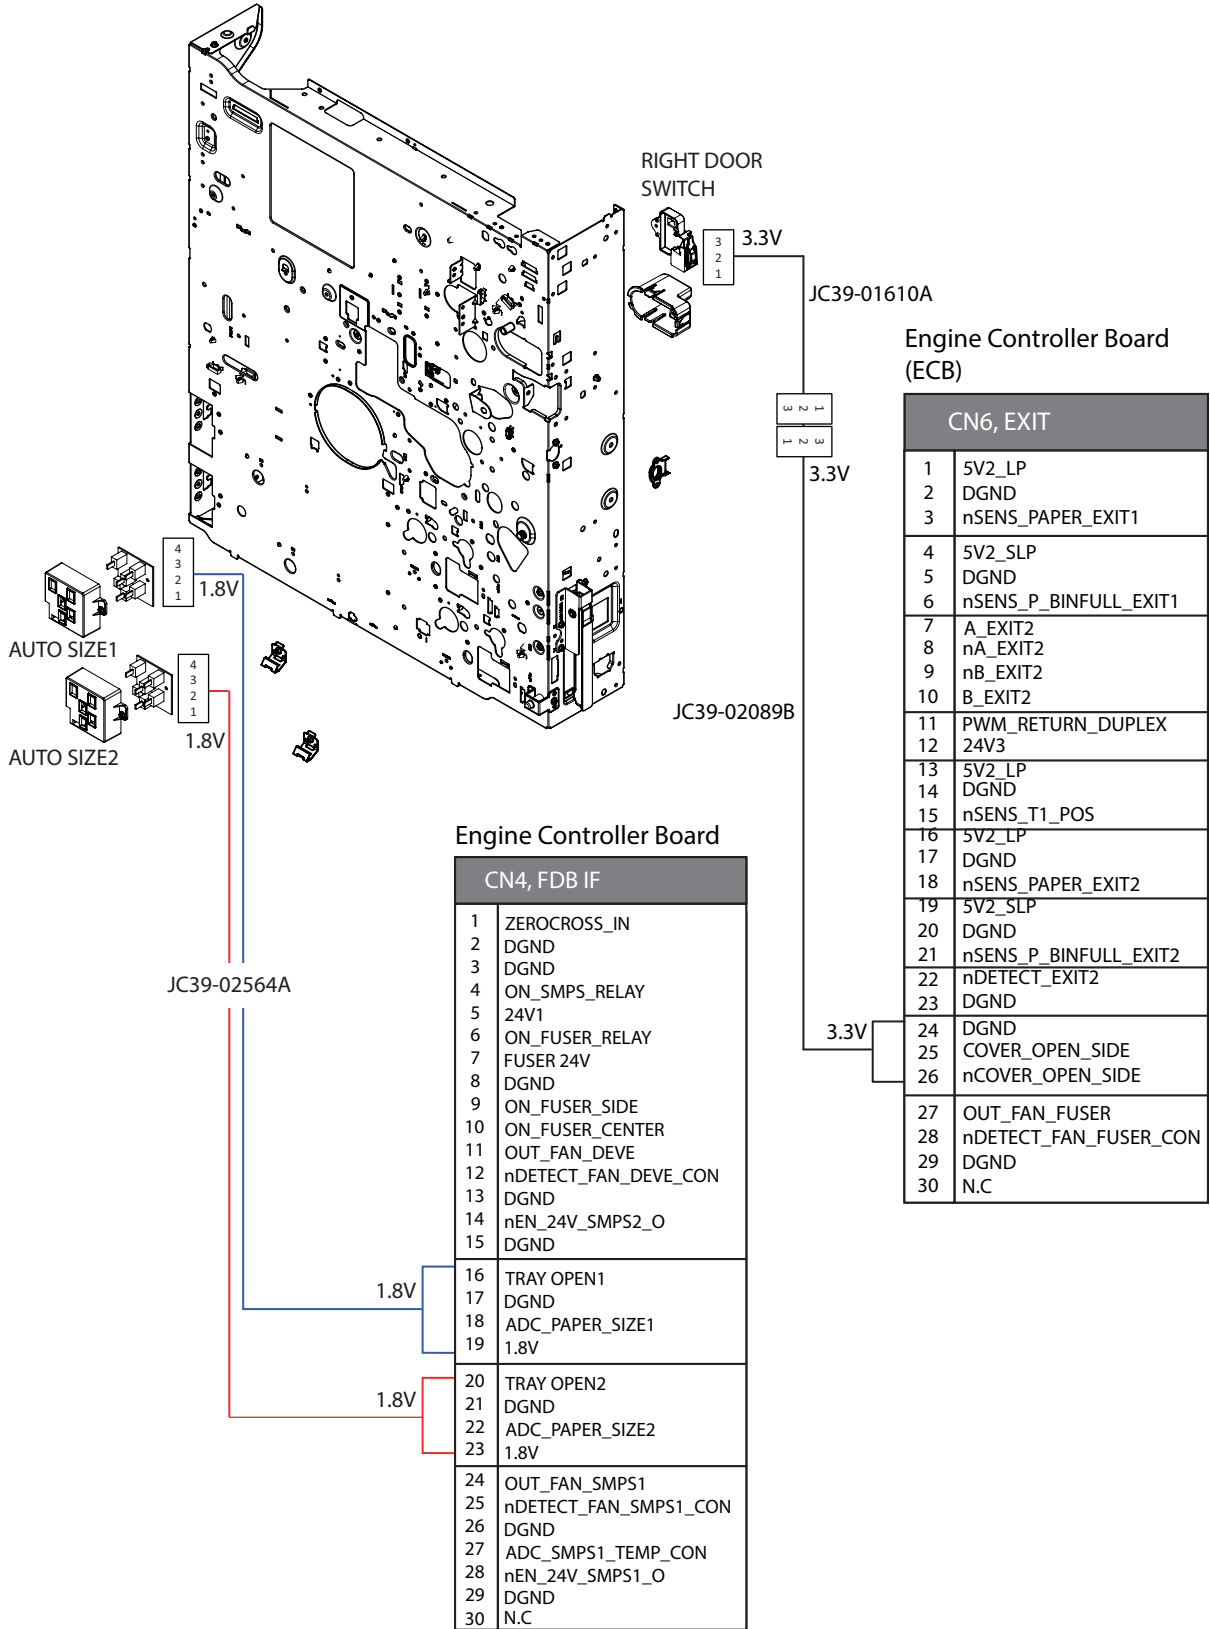 RIGHT DOOR
SWITCH
3
2
1
3.3V
JC39-01610A
3 2 1
1 2 3
3.3V
4
3
2
1
1.8V
AUTO SIZE1
4
3
2
1
1.8V
AUTO SIZE2
JC39-02089B
JC39-02564A
Engine Controller Board
(ECB)
CN6, EXIT
1 5V2_LP
2 DGND
3 nSENS_PAPER_EXIT1
4 5V2_SLP
5 DGND
6 nSENS_P_BINFULL_EXIT1
7 A_EXIT2
8 nA_EXIT2
9 nB_EXIT2
10 B_EXIT2
11 PWM_RETURN_DUPLEX
12 24V3
13 5V2_LP
14 DGND
15 nSENS_T1_POS
16 5V2_LP
17 DGND
18 nSENS_PAPER_EXIT2
19 5V2_SLP
20 DGND
21 nSENS_P_BINFULL_EXIT2
22 nDETECT_EXIT2
23 DGND
3.3V
24 DGND
25 COVER_OPEN_SIDE
26 nCOVER_OPEN_SIDE
27 OUT_FAN_FUSER
28 nDETECT_FAN_FUSER_CON
29 DGND
30 N.C
Engine Controller Board
CN4, FDB IF
1 ZEROCROSS_IN
2 DGND
3 DGND
4 ON_SMPS_RELAY
5 24V1
6 ON_FUSER_RELAY
7 FUSER 24V
8 DGND
9 ON_FUSER_SIDE
10 ON_FUSER_CENTER
11 OUT_FAN_DEVE
12 nDETECT_FAN_DEVE_CON
13 DGND
14 nEN_24V_SMPS2_O
15 DGND
1.8V
16 TRAY OPEN1
17 DGND
18 ADC_PAPER_SIZE1
19 1.8V
1.8V
20 TRAY OPEN2
21 DGND
22 ADC_PAPER_SIZE2
23 1.8V
24 OUT_FAN_SMPS1
25 nDETECT_FAN_SMPS1_CON
26 DGND
27 ADC_SMPS1_TEMP_CON
28 nEN_24V_SMPS1_O
29 DGND
30 N.C